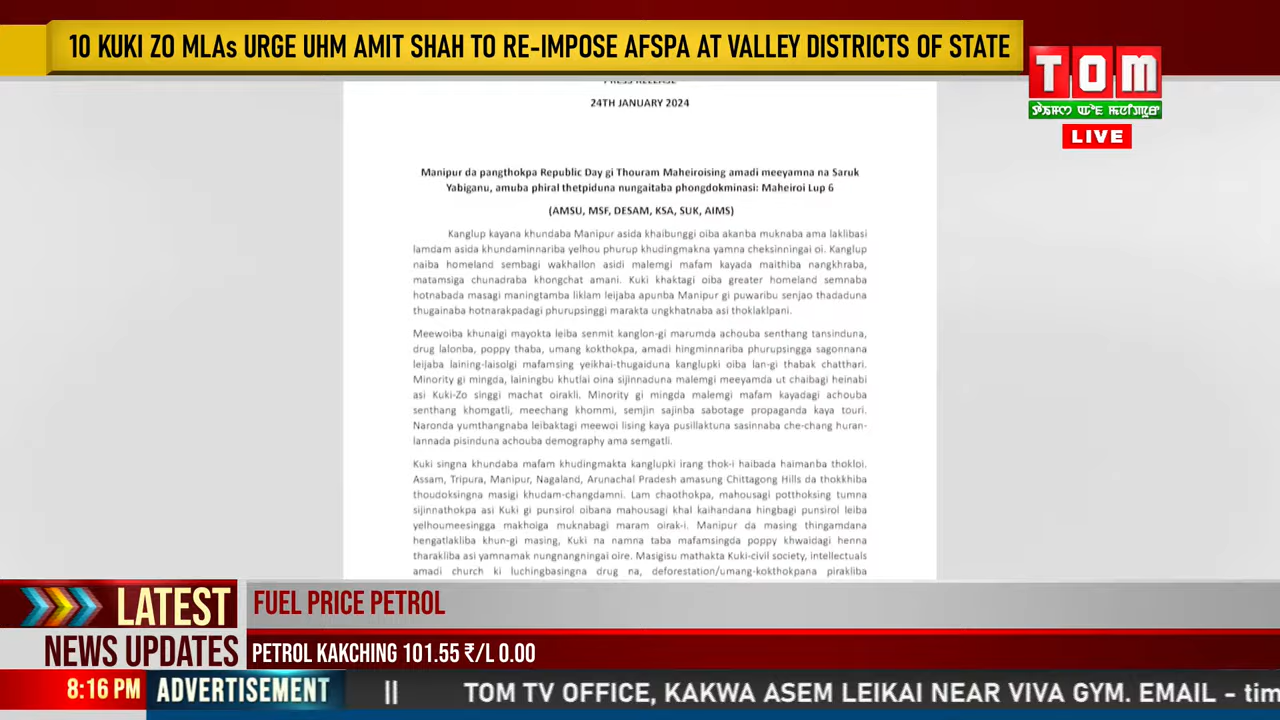 10 KUKI ZO MLAs URGE UHM AMIT SHAH TO RE-IMPOSE AFSPA AT VALLEY DISTRICTS OF STATE
TOM
LIVE
PRESS RELEASE
24TH JANUARY 2024
Manipur da pangthokpa Republic Day gi Thouram Maheiroising amadi meeyamna na Saruk
Yabiganu, amuba phiral thetpiduna nungaitaba phongdokminasi: Maheiroi Lup 6
(AMSU, MSF, DESAM, KSA, SUK, AIMS)
Kanglup kayana khundaba Manipur asida khaibunggi oiba akanba muknaba ama laklibasi
lamdam asida khundaminnariba yelhou phurup khudingmakna yamna cheksinningai oi. Kanglup
naiba homeland sembagi wakhallon asidi malemgi mafam kayada maithiba nangkhraba,
matamsiga chunadraba khongchat amani. Kuki khaktagi oiba greater homeland semnaba
hotnabada masagi maningtamba liklam leijaba apunba Manipur gi puwaribu senjao thadaduna
thugainaba hotnarakpadagi phurupsinggi marakta ungkhatnaba asi thoklaklpani.
Meewoiba khunaigi mayokta leiba senmit kanglon-gi marumda achouba senthang tansinduna,
drug lalonba, poppy thaba, umang kokthokpa, amadi hingminnariba phurupsingga sagonnana
leijaba laining-laisolgi mafamsing yeikhai-thugaiduna kanglupki oiba lan-gi thabak chatthari.
Minority gi mingda, lainingbu khutlai oina sijinnaduna malemgi meeyamda ut chaibagi heinabi
asi Kuki-Zo singgi machat oirakli. Minority gi mingda malemgi mafam kayadagi achouba
senthang khomgatli, meechang khommi, semjin sajinba sabotage propaganda kaya touri.
Naronda yumthangnaba leibaktagi meewoi lising kaya pusillaktuna sasinnaba che-chang huran-
lannada pisinduna achouba demography ama semgatli.
Kuki singna khundaba mafam khudingmakta kanglupki irang thok-i haibada haimanba thokloi.
Assam, Tripura, Manipur, Nagaland, Arunachal Pradesh amasung Chittagong Hills da thokkhiba
thoudoksingna masigi khudam-changdamni. Lam chaothokpa, mahousagi potthoksing tumna
sijinnathokpa asi Kuki gi punsirol oibana mahousagi khal kaihandana hingbagi punsirol leiba
yelhoumeesingga makhoiga muknabagi maram oirak-i. Manipur da masing thingamdana
hengatlakliba khun-gi masing, Kuki na namna taba mafamsingda poppy khwaidagi henna
tharakliba asi yamnamak nungnangningai oire. Masigisu mathakta Kuki-civil society, intellectuals
amadi church ki luchingbasingna drug na, deforestation/umang-kokthokpana pirakliba
LATEST
NEWS UPDATES
FUEL PRICE PETROL
PETROL KAKCHING 101.55 ₹/L 0.00
8:16 PM ADVERTISEMENT || TOM TV OFFICE, KAKWA ASEM LEIKAI NEAR VIVA GYM. EMAIL - tim